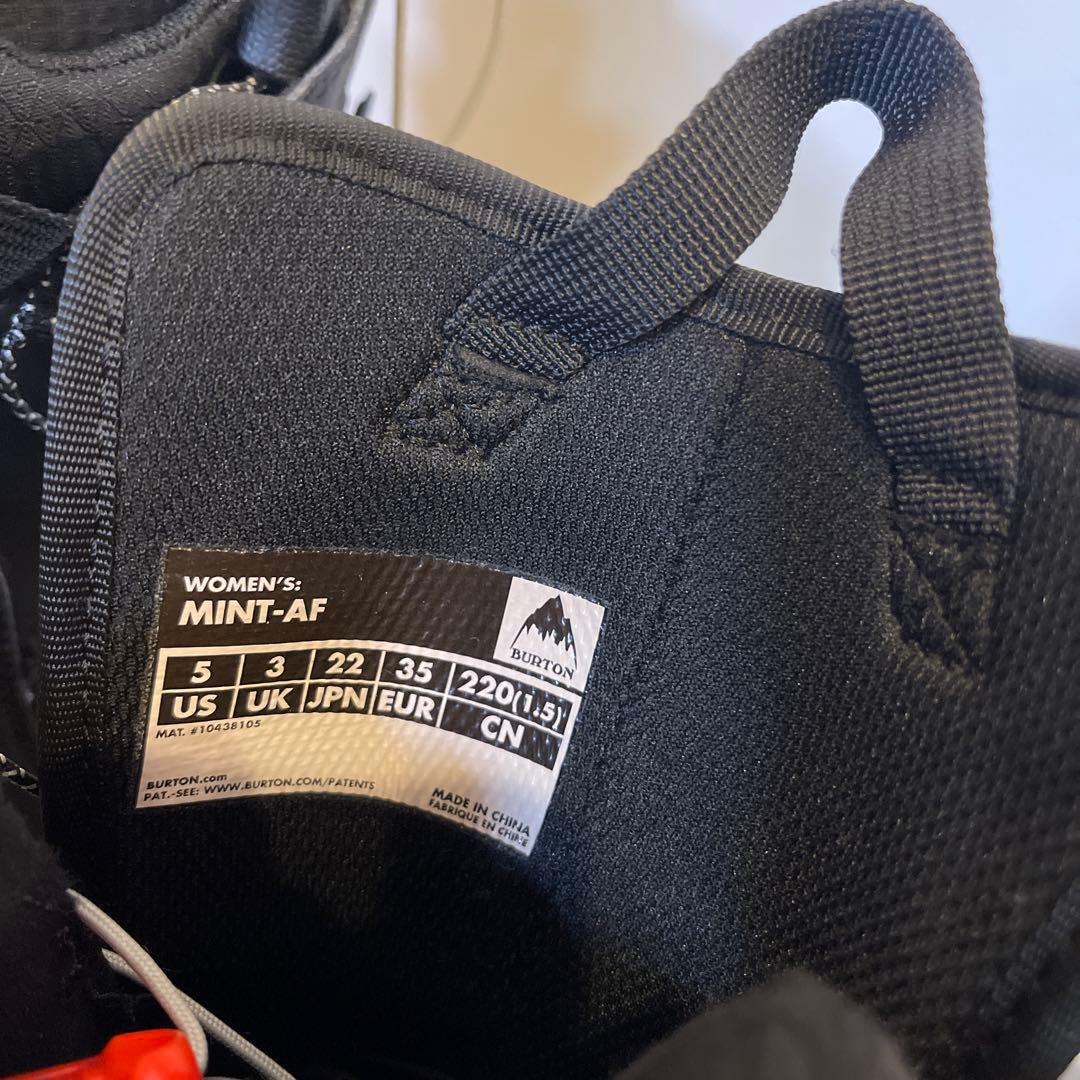 WOMEN'S:
MINT-AF
BURTON
5 3 22 35 220(1.5)
US UK JPN EUR CN
MAT. #10438105
BURTON.com
PAT.-SEE: WWW.BURTON.COM/PATENTS
MADE IN CHINA
FABRIQUE EN CHINE